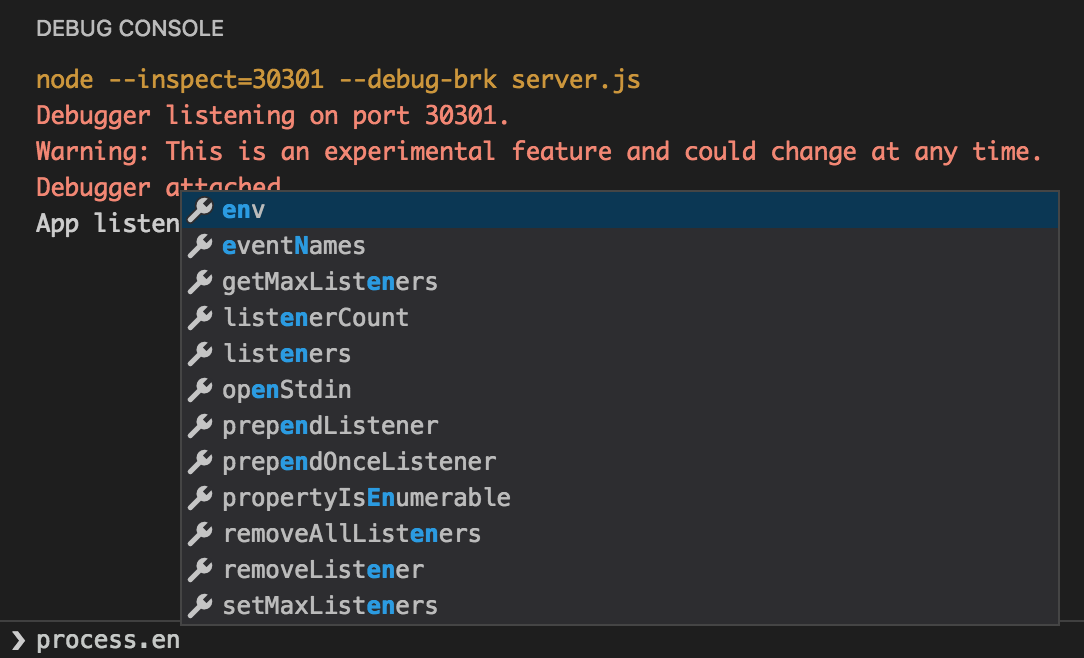 DEBUG CONSOLE
node --inspect=30301 --debug-brk server.js
Debugger listening on port 30301.
Warning: This is an experimental feature and could change at any time.
Debugger attached
App listen
env
eventNames
getMaxListeners
listenerCount
listeners
openStdin
prependListener
prependOnceListener
propertyIsEnumerable
removeAllListeners
removeListener
setMaxListeners
❯ process.en